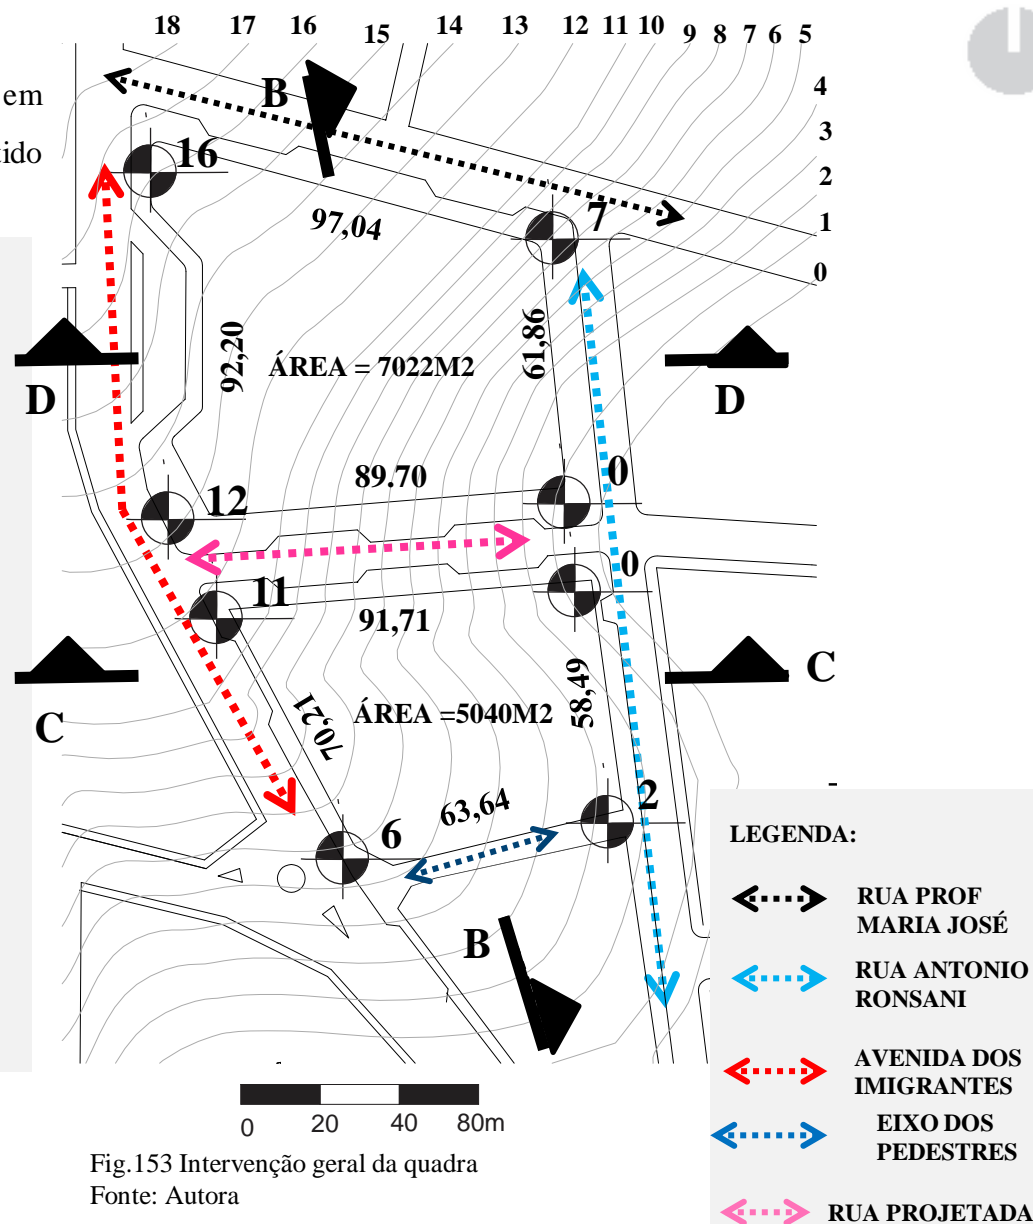 18 17 16 15 14 13 12 11 10 9 8 7 6 5
4
3
2
1
0
em
B
16
97,04
7
92,20
61,86
ÁREA = 7022M2
D
D
89.70
0
12
0
11
91,71
70,21
58,49
ÁREA =5040M2
C
C
63,64
2
6
B
LEGENDA:
RUA PROF
MARIA JOSÉ
RUA ANTONIO
RONSANI
AVENIDA DOS
IMIGRANTES
EIXO DOS
PEDESTRES
RUA PROJETADA
0 20 40 80m
Fig.153 Intervenção geral da quadra
Fonte: Autora